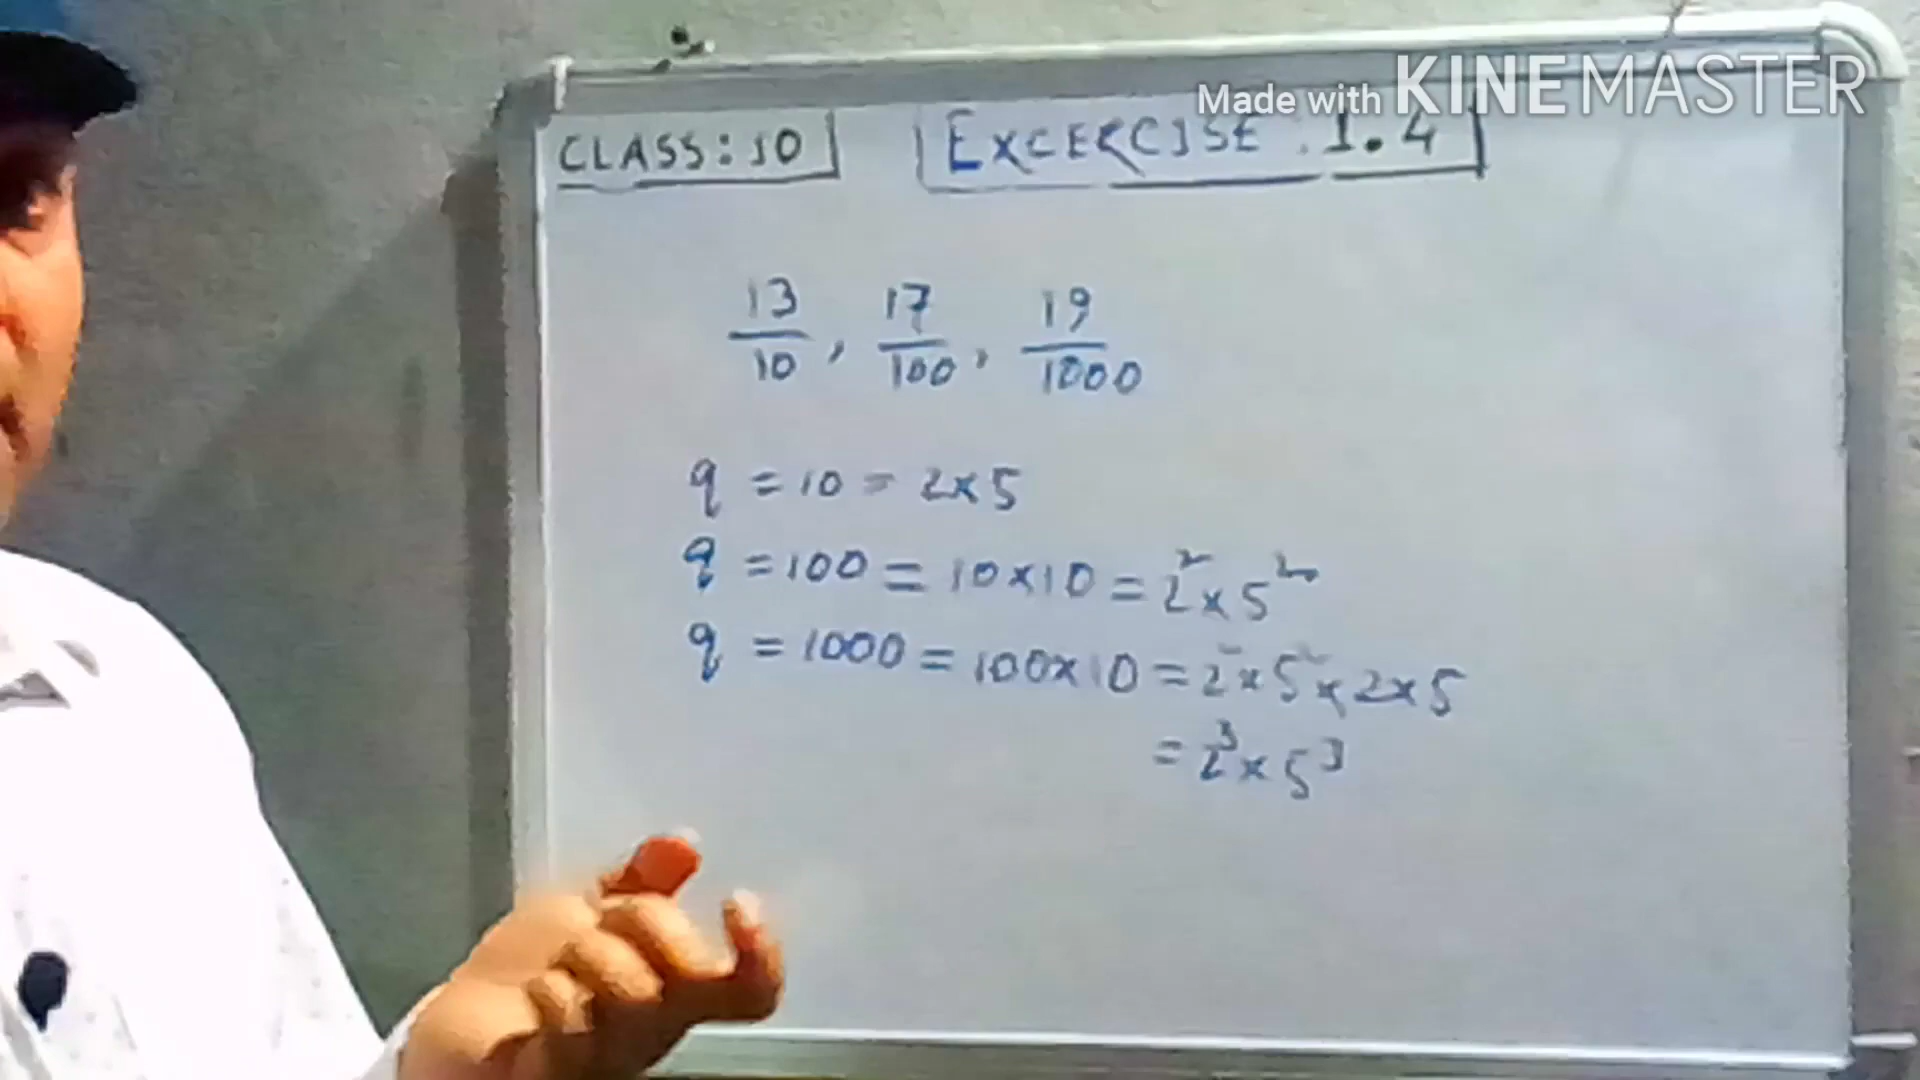 Made with KINEMASTER
CLASS: 10 EXCERCISE. 1.4
13/10, 17/100, 19/1000
q = 10 = 2×5
q = 100 = 10×10 = 2²×5²
q = 1000 = 100×10 = 2²×5²×2×5
= 2³×5³